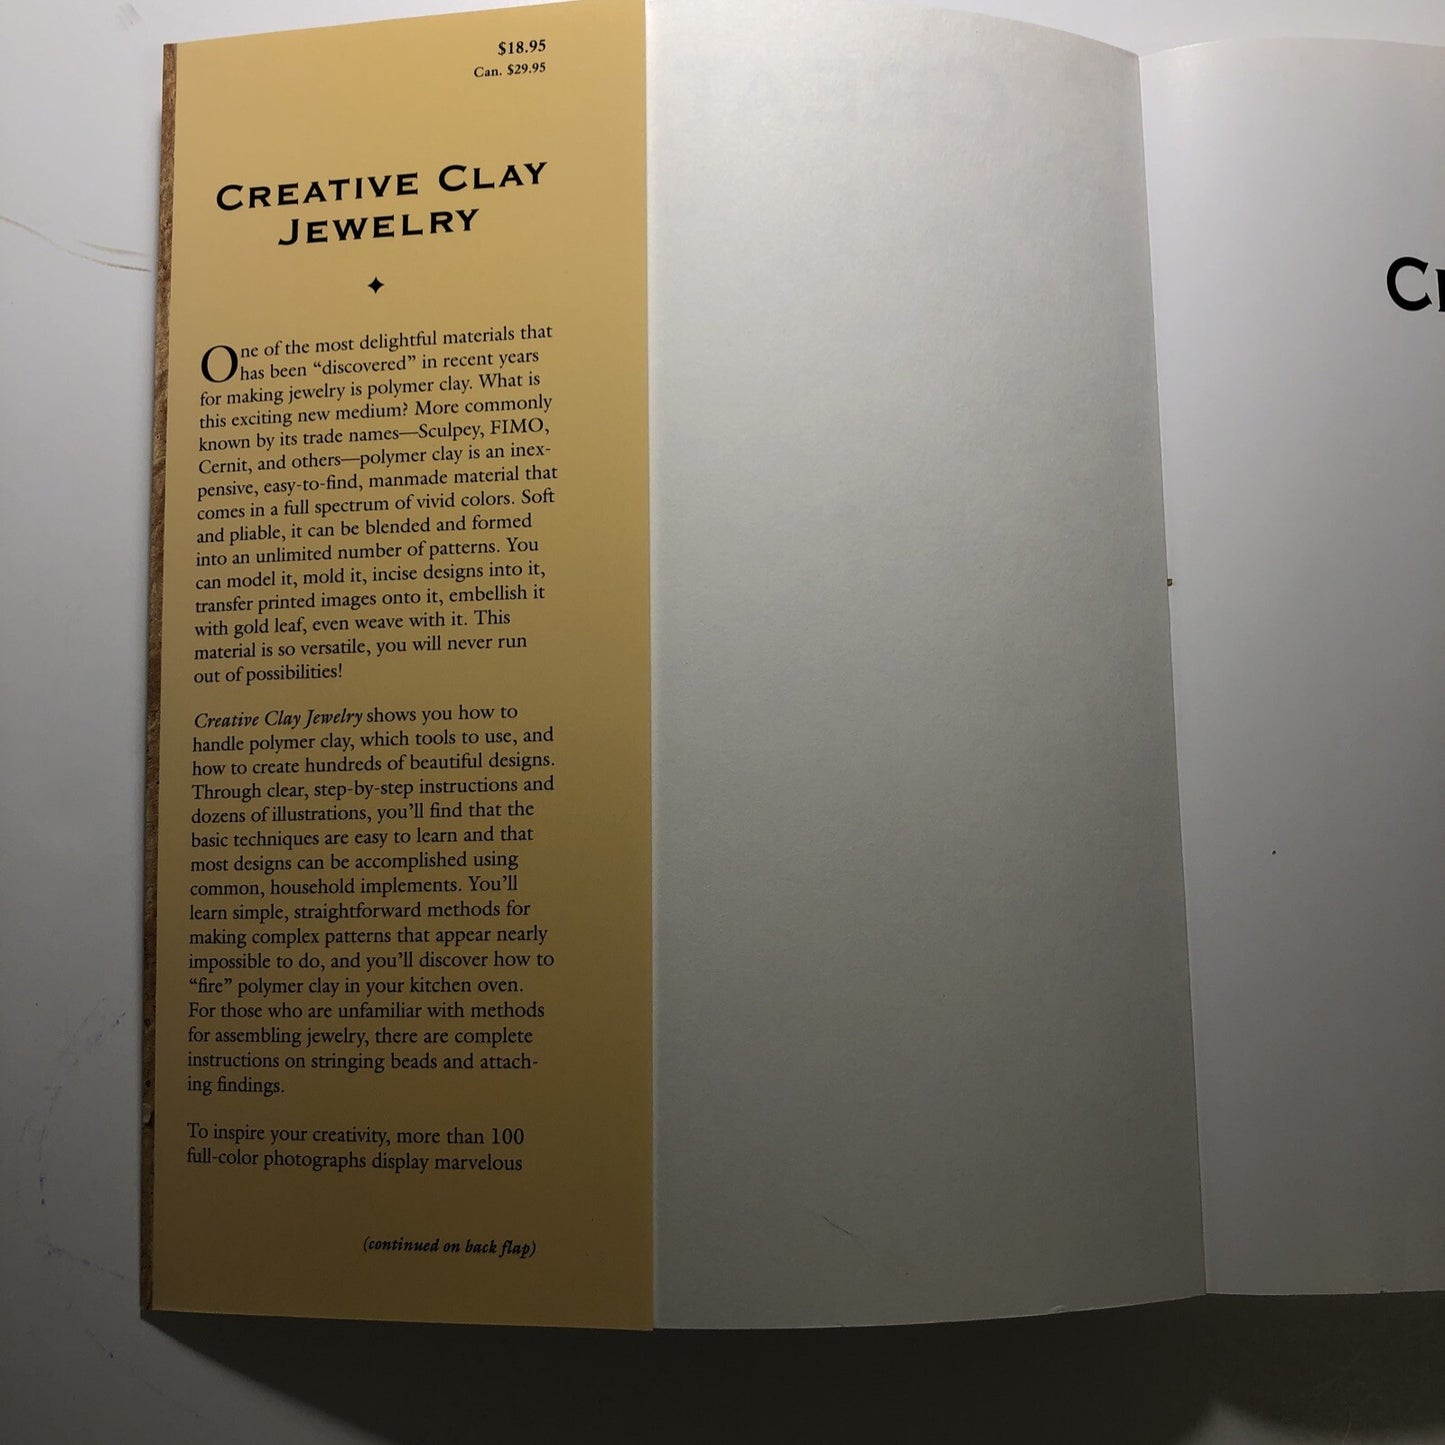 $18.95
Can. $29.95
CREATIVE CLAY
JEWELRY
One of the most delightful materials that
has been “discovered” in recent years
for making jewelry is polymer clay. What is
this exciting new medium? More commonly
known by its trade names—Sculpey, FIMO,
Cernit, and others—polymer clay is an inex-
pensive, easy-to-find, manmade material that
comes in a full spectrum of vivid colors. Soft
and pliable, it can be blended and formed
into an unlimited number of patterns. You
can model it, mold it, incise designs into it,
transfer printed images onto it, embellish it
with gold leaf, even weave with it. This
material is so versatile, you will never run
out of possibilities!
Creative Clay Jewelry shows you how to
handle polymer clay, which tools to use, and
how to create hundreds of beautiful designs.
Through clear, step-by-step instructions and
dozens of illustrations, you’ll find that the
basic techniques are easy to learn and that
most designs can be accomplished using
common, household implements. You’ll
learn simple, straightforward methods for
making complex patterns that appear nearly
impossible to do, and you’ll discover how to
“fire” polymer clay in your kitchen oven.
For those who are unfamiliar with methods
for assembling jewelry, there are complete
instructions on stringing beads and attach-
ing findings.
To inspire your creativity, more than 100
full-color photographs display marvelous
(continued on back flap)